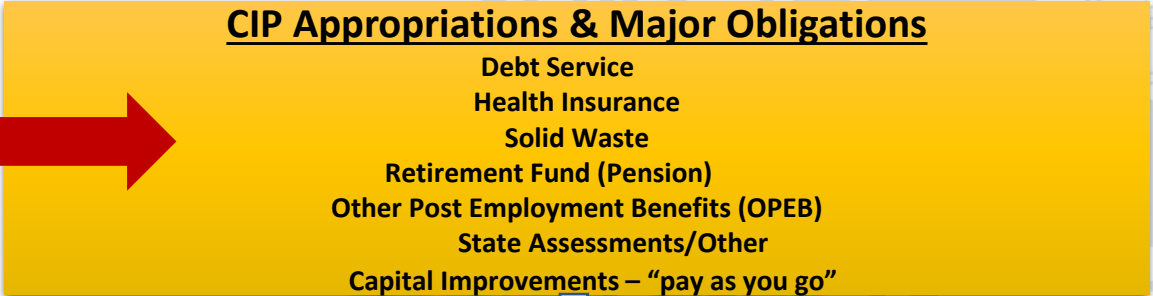 CIP Appropriations & Major Obligations
Debt Service
Health Insurance
Solid Waste
Retirement Fund (Pension)
Other Post Employment Benefits (OPEB)
State Assessments/Other
Capital Improvements – “pay as you go”